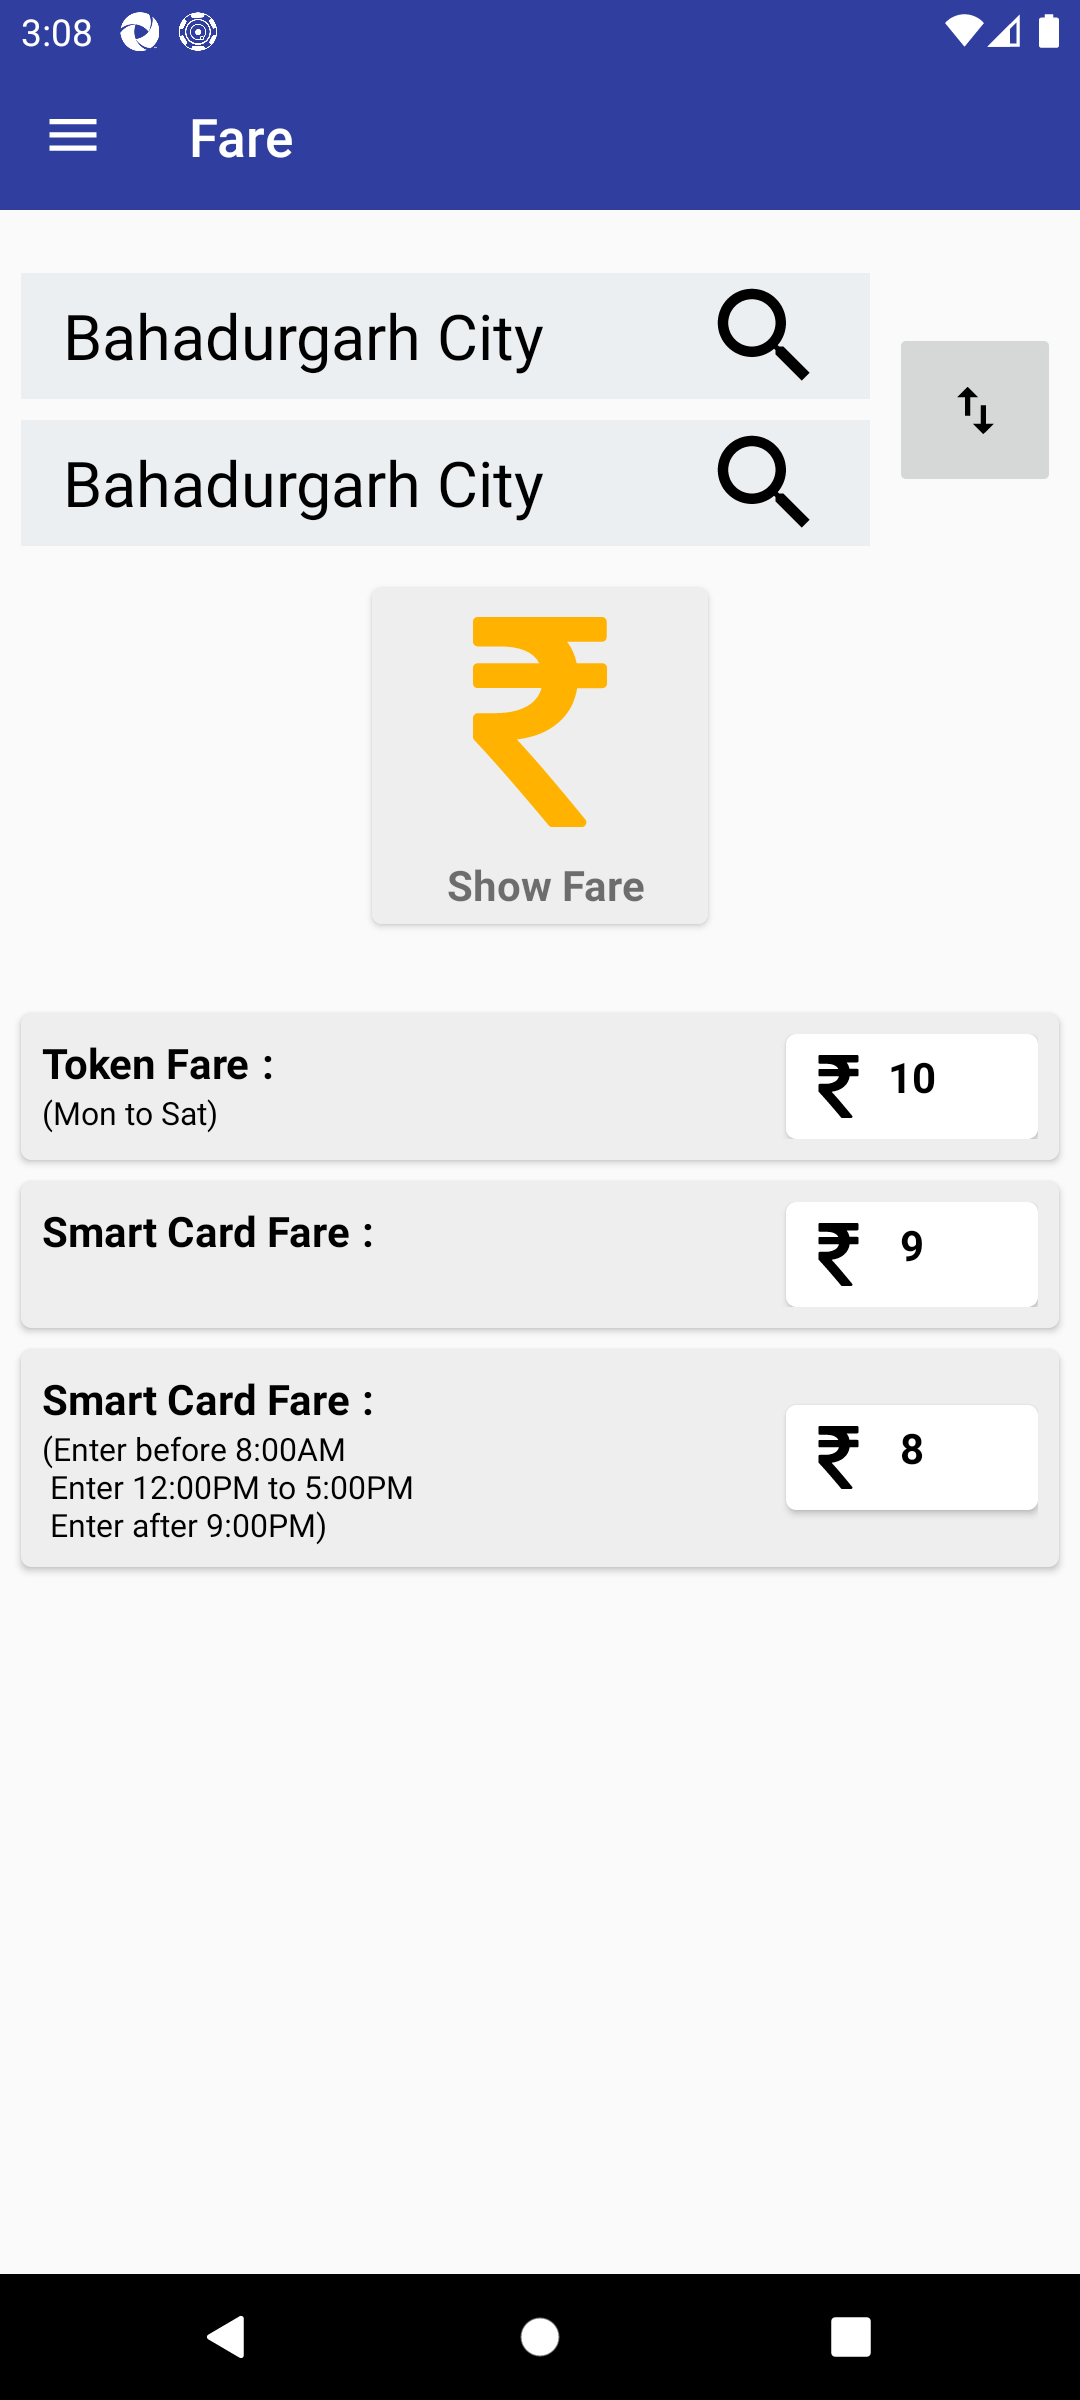 3:08
Fare
Bahadurgarh City
Bahadurgarh City
₹
Show Fare
Token Fare :
(Mon to Sat)
₹ 10
Smart Card Fare :
₹ 9
Smart Card Fare :
(Enter before 8:00AM
Enter 12:00PM to 5:00PM
Enter after 9:00PM)
₹ 8